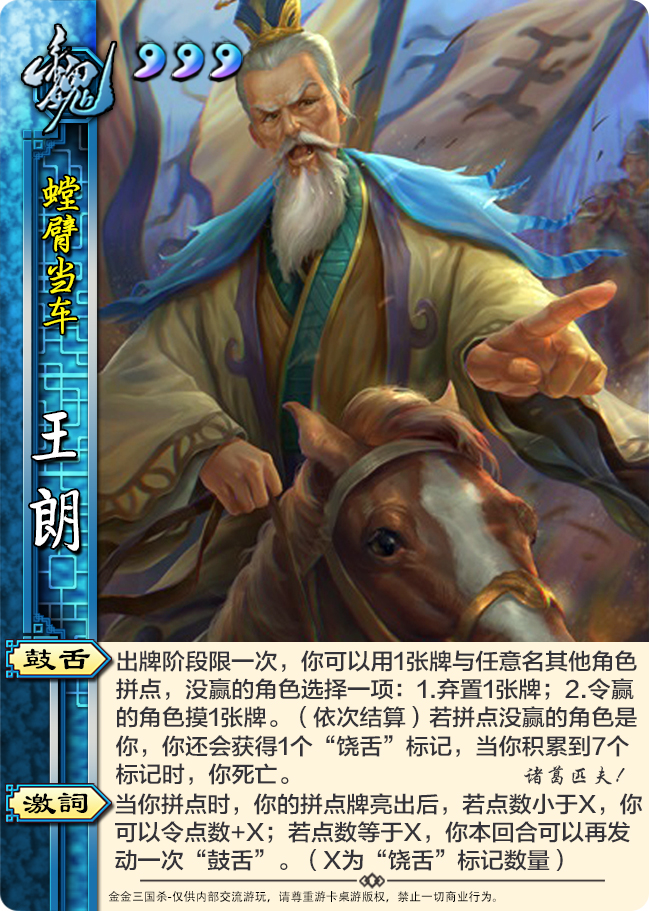 魏
螳臂当车
王朗
鼓舌
出牌阶段限一次，你可以用1张牌与任意名其他角色
拼点，没赢的角色选择一项：1.弃置1张牌；2.令赢
的角色摸1张牌。（依次结算）若拼点没赢的角色是
你，你还会获得1个“饶舌”标记，当你积累到7个
标记时，你死亡。
诸葛匹夫！
激詞
当你拼点时，你的拼点牌亮出后，若点数小于X，你
可以令点数+X；若点数等于X，你本回合可以再发
动一次“鼓舌”。（X为“饶舌”标记数量）
金金三国杀-仅供内部交流游玩，请尊重游卡桌游版权，禁止一切商业行为。